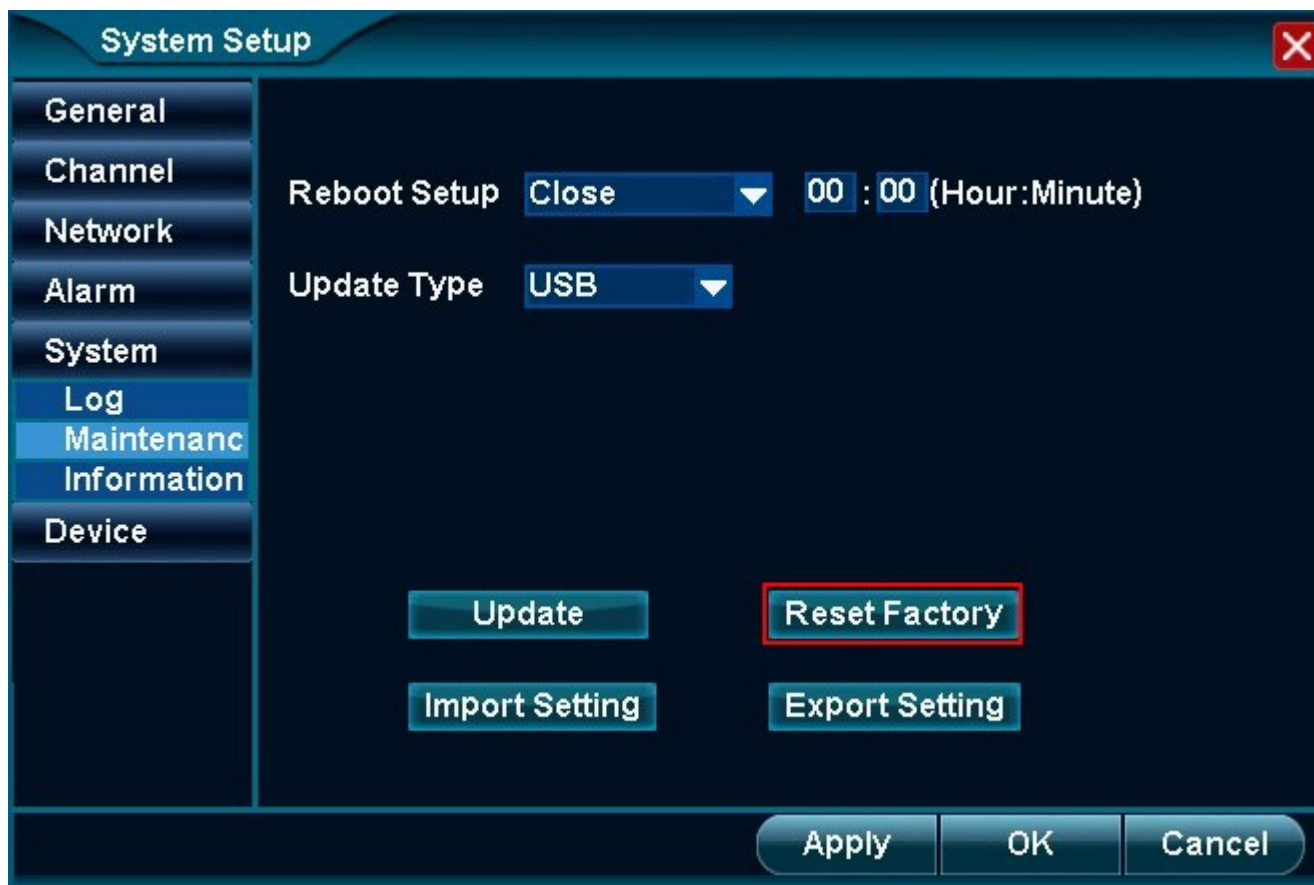 System Setup
General
Channel
Network
Alarm
System
Log
Maintenanc
Information
Device
Reboot Setup Close 00 : 00 (Hour:Minute)
Update Type USB
Update Reset Factory
Import Setting Export Setting
Apply OK Cancel